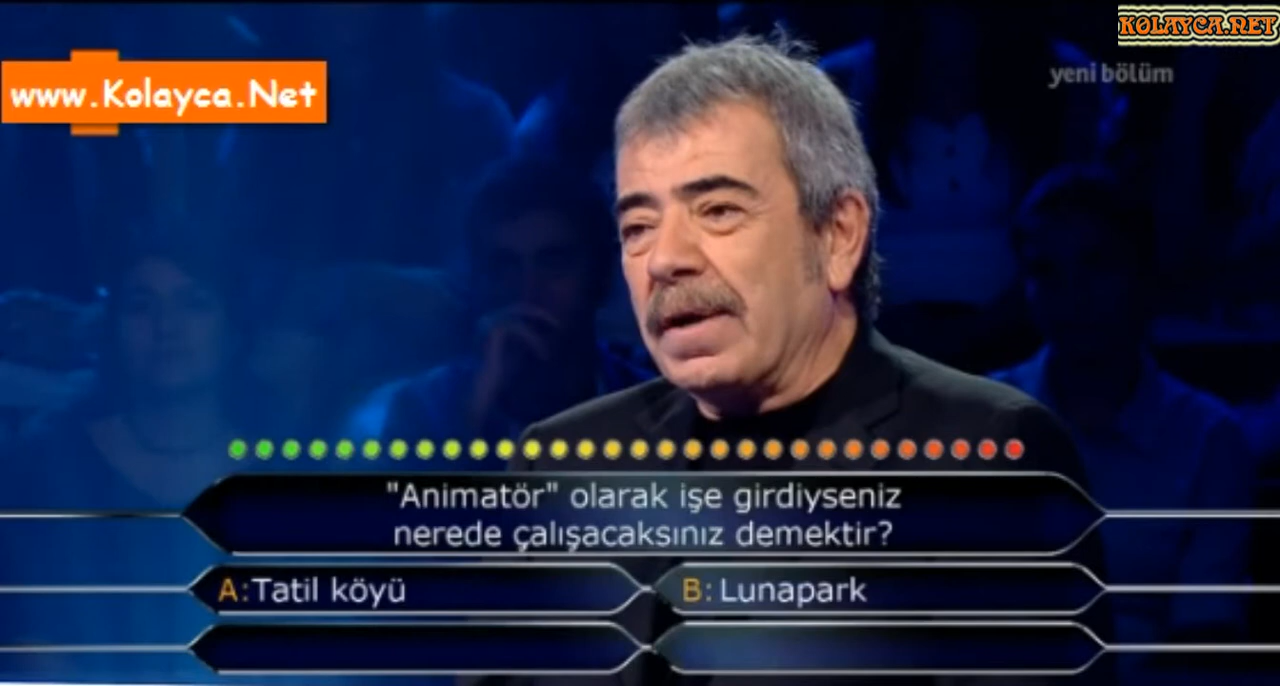 KOLAYCA.NET
www.Kolayca.Net
yeni bölüm
"Animatör" olarak işe girdiyseniz
nerede çalışacaksınız demektir?
A: Tatil köyü
B: Lunapark